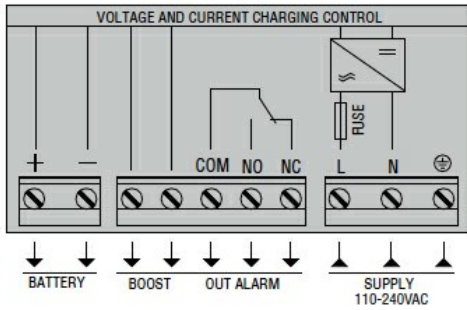 VOLTAGE AND CURRENT CHARGING CONTROL
FUSE
+ −
COM NO NC
L N
BATTERY
BOOST
OUT ALARM
SUPPLY
110-240VAC